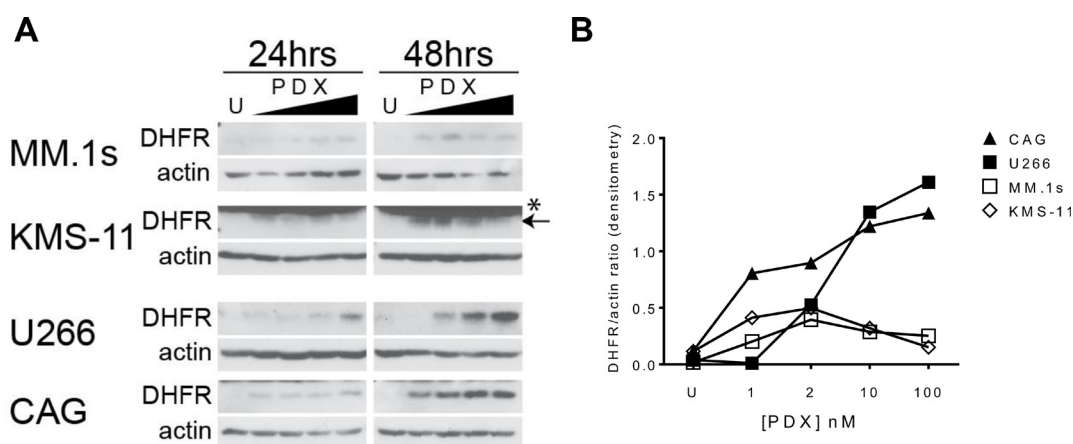 A
24hrs 48hrs
P D X P D X
U U
MM.1s
DHFR
actin
KMS-11
DHFR
*
actin
U266
DHFR
actin
CAG
DHFR
actin
B
DHFR/actin ratio (densitometry)
2.0
1.5
1.0
0.5
0.0
U 1 2 10 100
[PDX] nM
CAG
U266
MM.1s
KMS-11